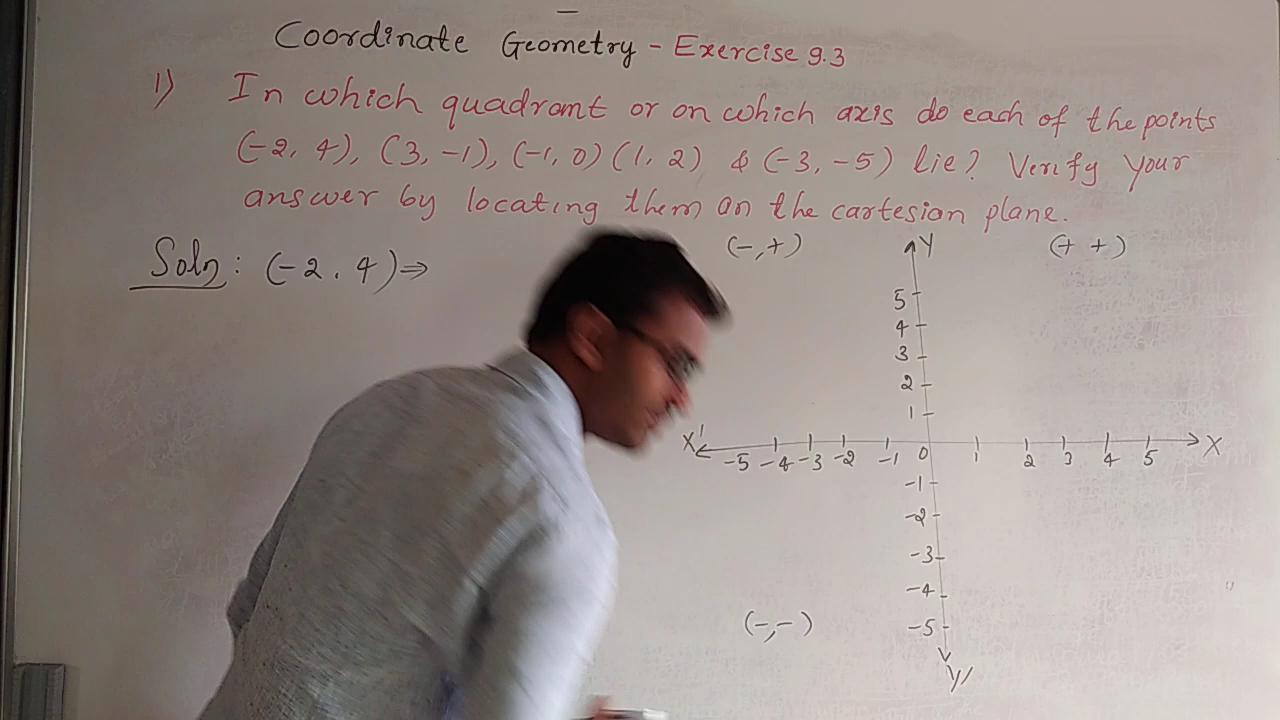 Coordinate Geometry - Exercise 9.3
1) In which quadrant or on which axis do each of the points
(-2, 4), (3, -1), (-1, 0) (1, 2) & (-3, -5) lie? Verify your
answer by locating them on the cartesian plane.
Soln: (-2, 4) ⇒
(-,+) Y (+ +)
5
4
3
2
1
X' -5 -4 -3 -2 -1 0 1 2 3 4 5 X
-1
-2
-3
-4
(-,-) -5
Y'